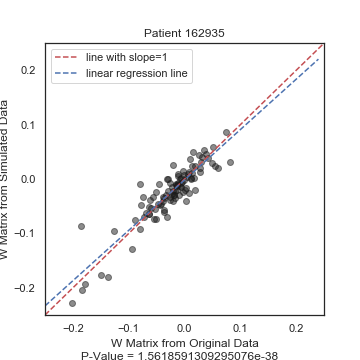 Patient 162935
line with slope=1
linear regression line
W Matrix from Simulated Data
0.2
0.1
0.0
−0.1
−0.2
−0.2
−0.1
0.0
0.1
0.2
W Matrix from Original Data
P-Value = 1.5618591309295076e-38